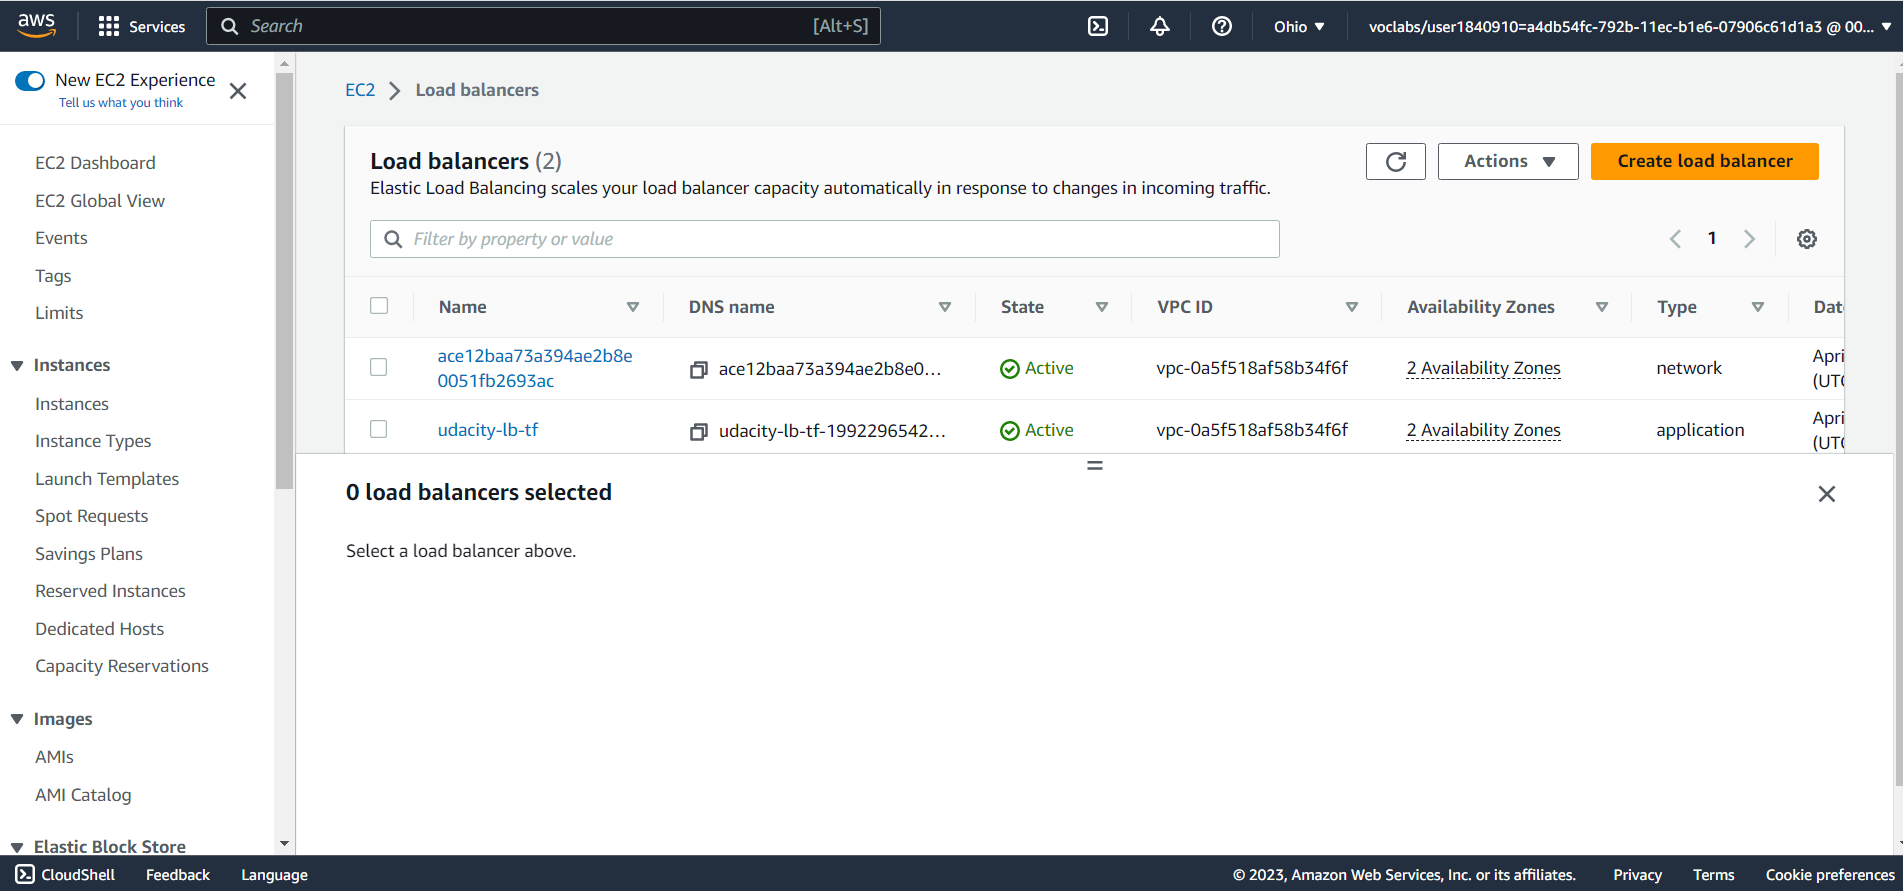 aws
Services
Search
[Alt+S]
Ohio
voclabs/user1840910=a4db54fc-792b-11ec-b1e6-07906c61d1a3 @ 00...
New EC2 Experience
Tell us what you think
EC2 Dashboard
EC2 Global View
Events
Tags
Limits
Instances
Instances
Instance Types
Launch Templates
Spot Requests
Savings Plans
Reserved Instances
Dedicated Hosts
Capacity Reservations
Images
AMIs
AMI Catalog
Elastic Block Store
EC2 Load balancers
Load balancers (2)
Elastic Load Balancing scales your load balancer capacity automatically in response to changes in incoming traffic.
Actions
Create load balancer
Filter by property or value
1
Name DNS name State VPC ID Availability Zones Type Dat
ace12baa73a394ae2b8e
0051fb2693ac
ace12baa73a394ae2b8e0... Active vpc-0a5f518af58b34f6f 2 Availability Zones network
Apri
(UTC
udacity-lb-tf udacity-lb-tf-1992296542... Active vpc-0a5f518af58b34f6f 2 Availability Zones application
Apri
(UTC
0 load balancers selected
Select a load balancer above.
CloudShell Feedback Language © 2023, Amazon Web Services, Inc. or its affiliates. Privacy Terms Cookie preferences